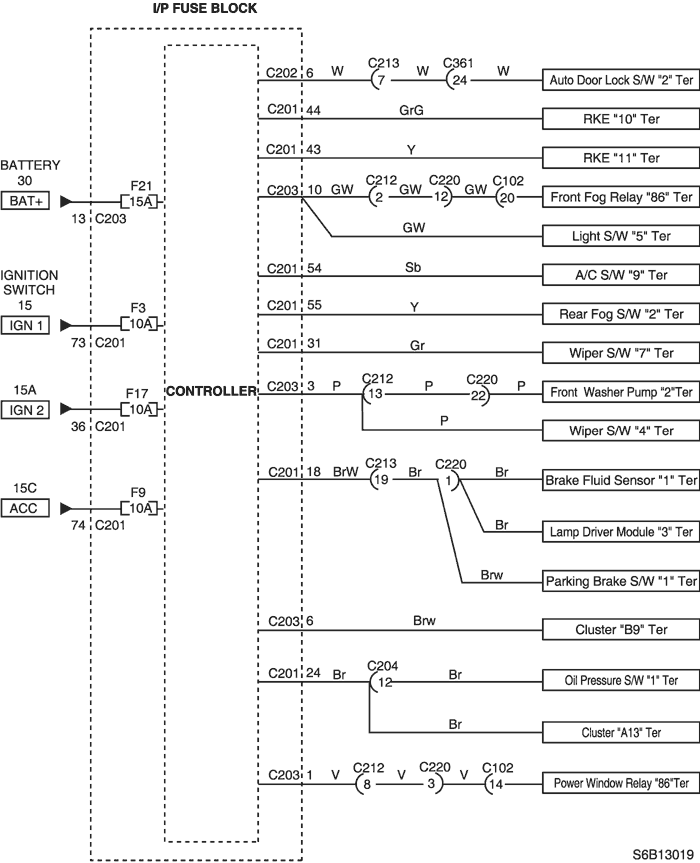 I/P FUSE BLOCK
C202 6 W C213 7 W C361 24 W Auto Door Lock S/W "2" Ter
C201 44 GrG RKE "10" Ter
C201 43 Y RKE "11" Ter
BATTERY
30
BAT+
13 C203
F21
15A
C203 10 GW C212 2 GW C220 12 GW C102 20 Front Fog Relay "86" Ter
GW Light S/W "5" Ter
C201 54 Sb A/C S/W "9" Ter
IGNITION
SWITCH
15
IGN 1
73 C201
F3
10A
C201 55 Y Rear Fog S/W "2" Ter
C201 31 Gr Wiper S/W "7" Ter
15A
IGN 2
36 C201
F17
10A
CONTROLLER
C203 3 P C212 13 P C220 22 P Front Washer Pump "2"Ter
P Wiper S/W "4" Ter
15C
ACC
74 C201
F9
10A
C201 18 BrW C213 19 Br C220 1 Br Brake Fluid Sensor "1" Ter
Br Lamp Driver Module "3" Ter
Brw Parking Brake S/W "1" Ter
C203 6 Brw Cluster "B9" Ter
C201 24 Br C204 12 Br Oil Pressure S/W "1" Ter
Br Cluster "A13" Ter
C203 1 V C212 8 V C220 3 V C102 14 Power Window Relay "86"Ter
S6B13019